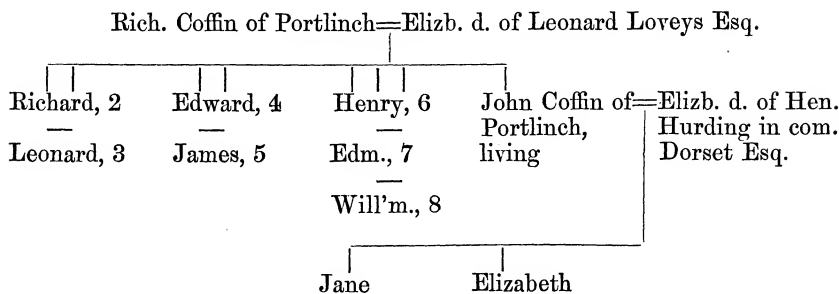 Rich. Coffin of Portlinch=Elizb. d. of Leonard Loveys Esq.
Richard, 2 Edward, 4 Henry, 6 John Coffin of=Elizb. d. of Hen.
Portlinch, Hurding in com.
Leonard, 3 James, 5 Edm., 7 living Dorset Esq.
Will'm., 8
Jane Elizabeth